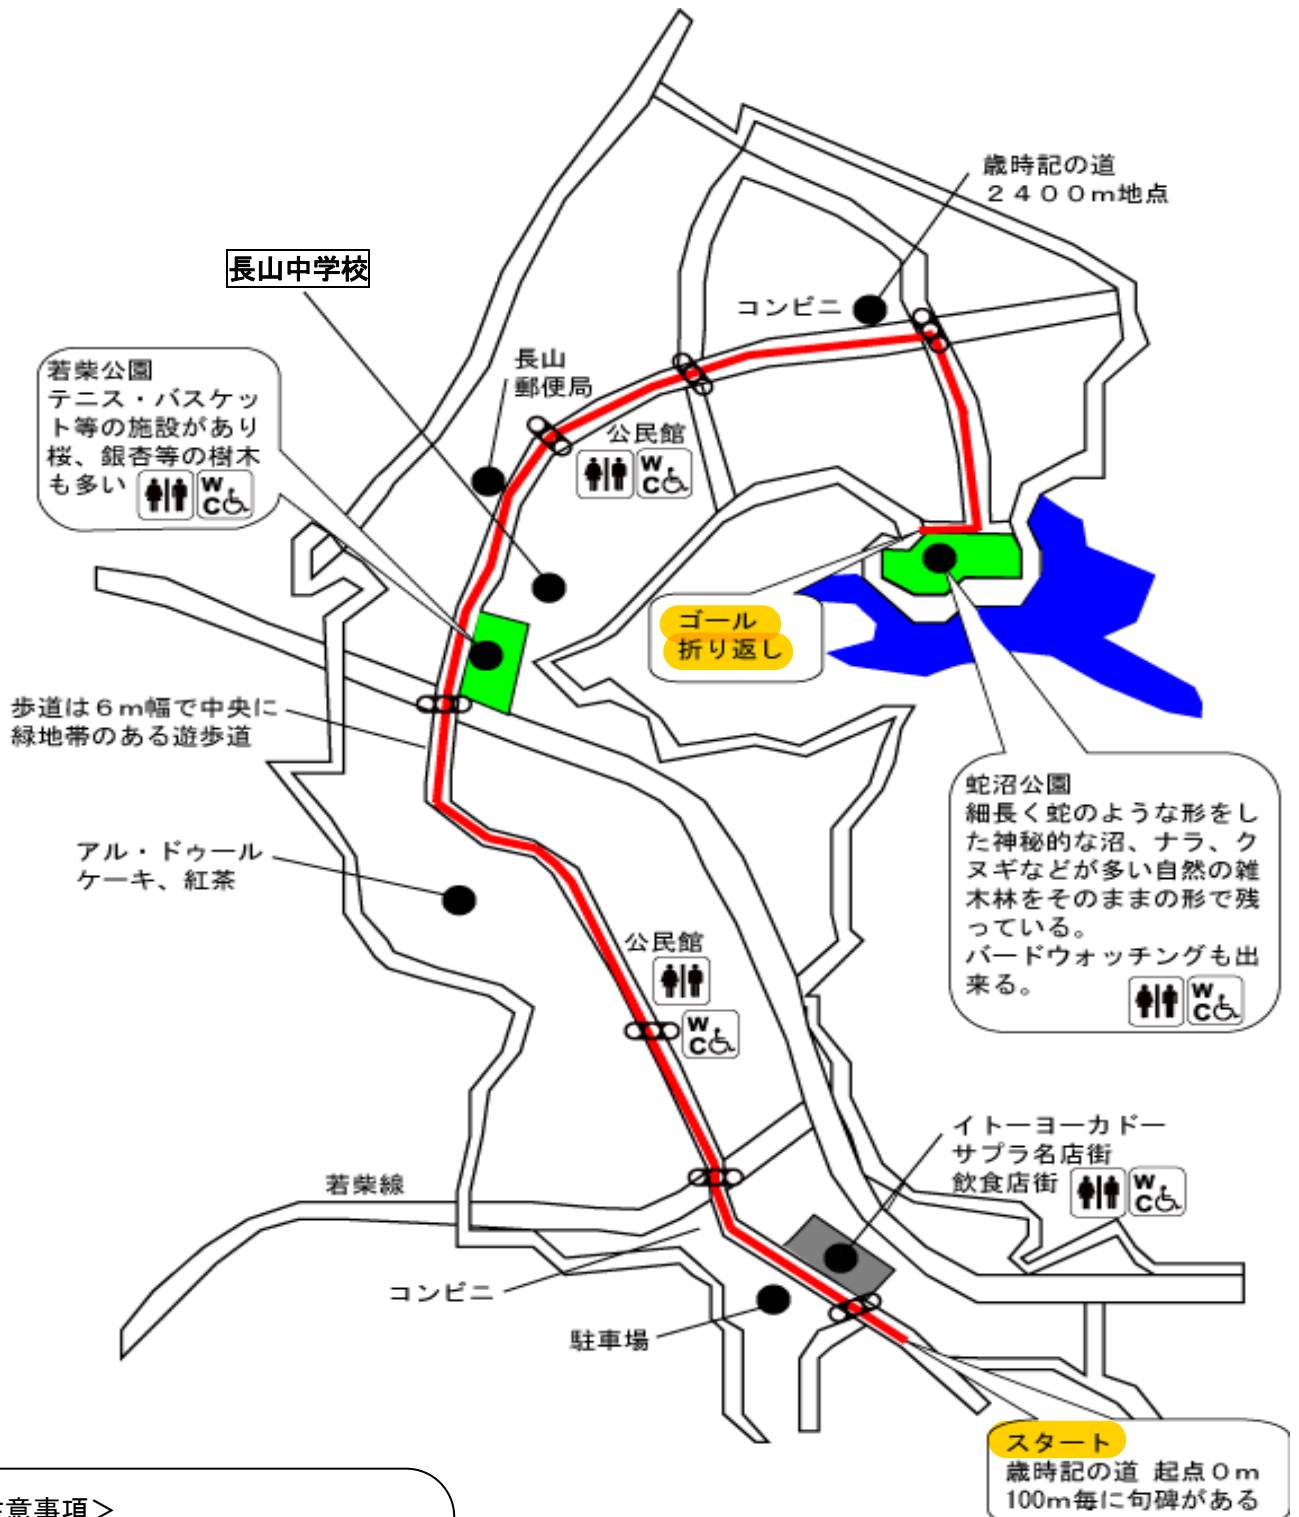 歳時記の道
２４００ｍ地点
長山中学校
コンビニ
長山
郵便局
若柴公園
テニス・バスケッ
ト等の施設があり
桜、銀杏等の樹木
も多い
WC
公民館
WC
ゴール
折り返し
歩道は６ｍ幅で中央に
緑地帯のある遊歩道
蛇沼公園
細長く蛇のような形をし
た神秘的な沼、ナラ、ク
ヌギなどが多い自然の雑
木林をそのままの形で残
っている。
バードウォッチングも出
来る。
WC
アル・ドゥール
ケーキ、紅茶
公民館
WC
イトーヨーカドー
サプラ名店街
飲食店街
WC
若柴線
コンビニ
駐車場
スタート
歳時記の道 起点０ｍ
100ｍ毎に句碑がある
意事項＞